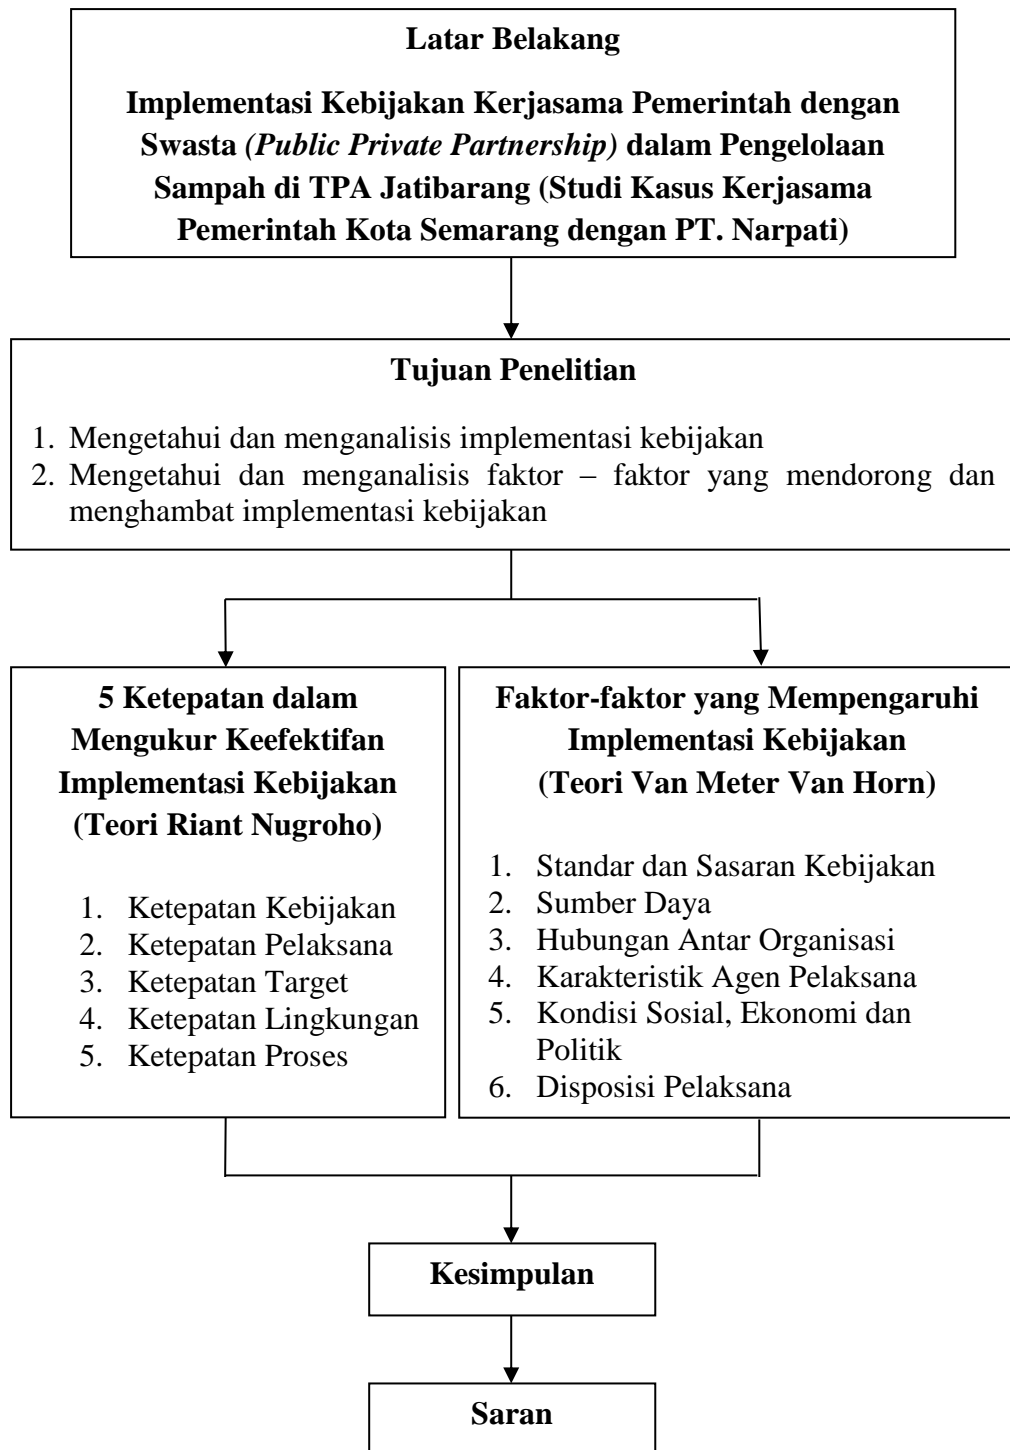 Latar Belakang
Implementasi Kebijakan Kerjasama Pemerintah dengan
Swasta (Public Private Partnership) dalam Pengelolaan
Sampah di TPA Jatibarang (Studi Kasus Kerjasama
Pemerintah Kota Semarang dengan PT. Narpati)
Tujuan Penelitian
1. Mengetahui dan menganalisis implementasi kebijakan
2. Mengetahui dan menganalisis faktor – faktor yang mendorong dan
menghambat implementasi kebijakan
5 Ketepatan dalam
Mengukur Keefektifan
Implementasi Kebijakan
(Teori Riant Nugroho)
1. Ketepatan Kebijakan
2. Ketepatan Pelaksana
3. Ketepatan Target
4. Ketepatan Lingkungan
5. Ketepatan Proses
Faktor-faktor yang Mempengaruhi
Implementasi Kebijakan
(Teori Van Meter Van Horn)
1. Standar dan Sasaran Kebijakan
2. Sumber Daya
3. Hubungan Antar Organisasi
4. Karakteristik Agen Pelaksana
5. Kondisi Sosial, Ekonomi dan
Politik
6. Disposisi Pelaksana
Kesimpulan
Saran